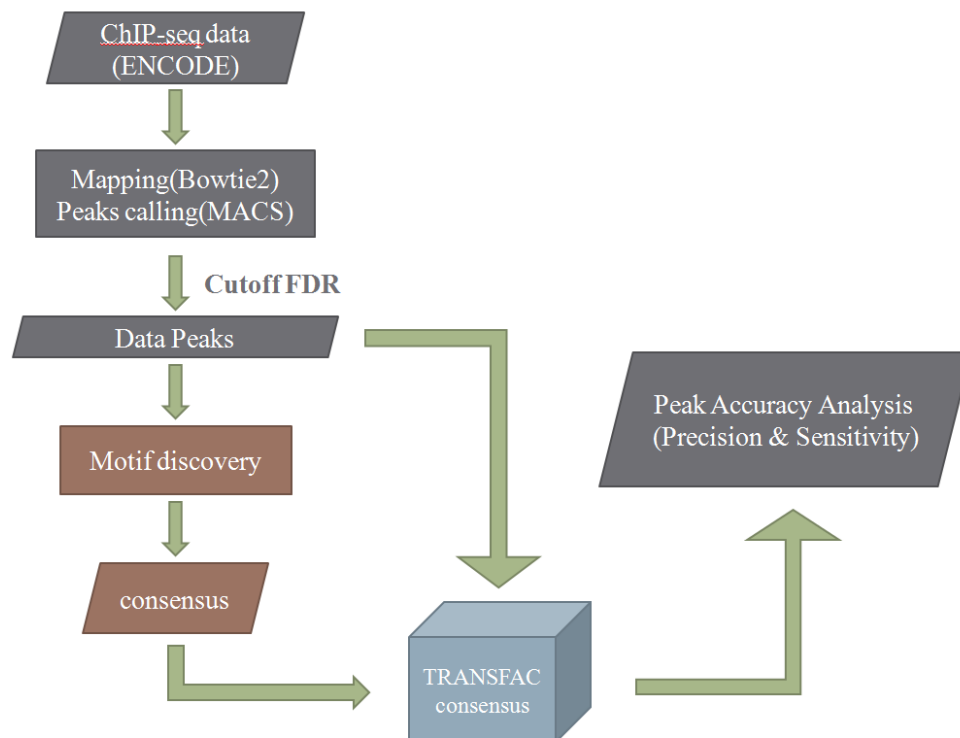 ChIP-seq data
(ENCODE)
Mapping(Bowtie2)
Peaks calling(MACS)
Cutoff FDR
Data Peaks
Motif discovery
consensus
TRANSFAC
consensus
Peak Accuracy Analysis
(Precision & Sensitivity)